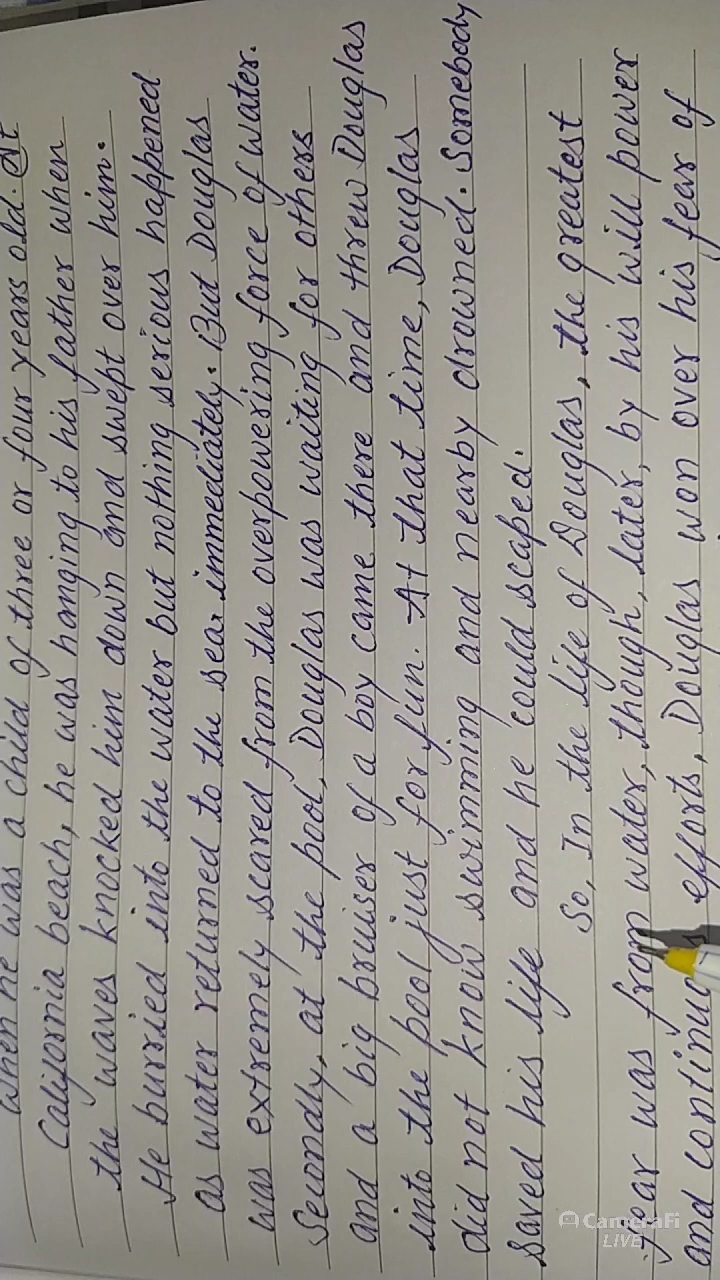 when he was a child of three or four years old. At
California beach, he was hanging to his father when
the waves knocked him down and swept over him.
He burried into the water but nothing serious happened
as water returned to the sea immediately. But Douglas
was extremely scared from the overpowering force of water.
Secondly, at the pool, Douglas was waiting for others
and a big bruiser of a boy came there and threw Douglas
into the pool just for fun. At that time, Douglas
did not know swimming and nearby drowned. Somebody
saved his life and he could scaped.
So, In the life of Douglas, the greatest
fear was from water, though, later, by his will power
and efforts, Douglas won over his fear of
CameraFi
LIVE